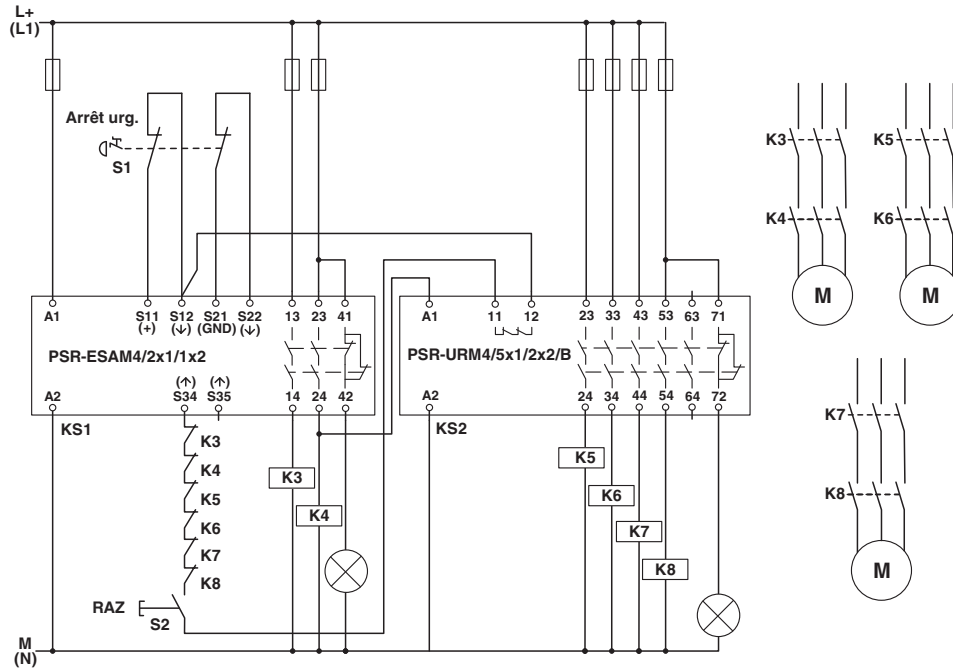 L+
(L1)
Arrêt urg.
S1
K3
K5
K4
K6
M
M
A1
S11
S12
S21
S22
13
23
41
(+)
(↓)
(GND)
(↓)
PSR-ESAM4/2x1/1x2
(↑)
(↑)
A2
S34
S35
14
24
42
KS1
A1
11
12
23
33
43
53
63
71
PSR-URM4/5x1/2x2/B
A2
24
34
44
54
64
72
KS2
K3
K4
K5
K6
K7
K8
K3
K4
K5
K6
K7
K8
RAZ
S2
K7
K8
M
M
(N)